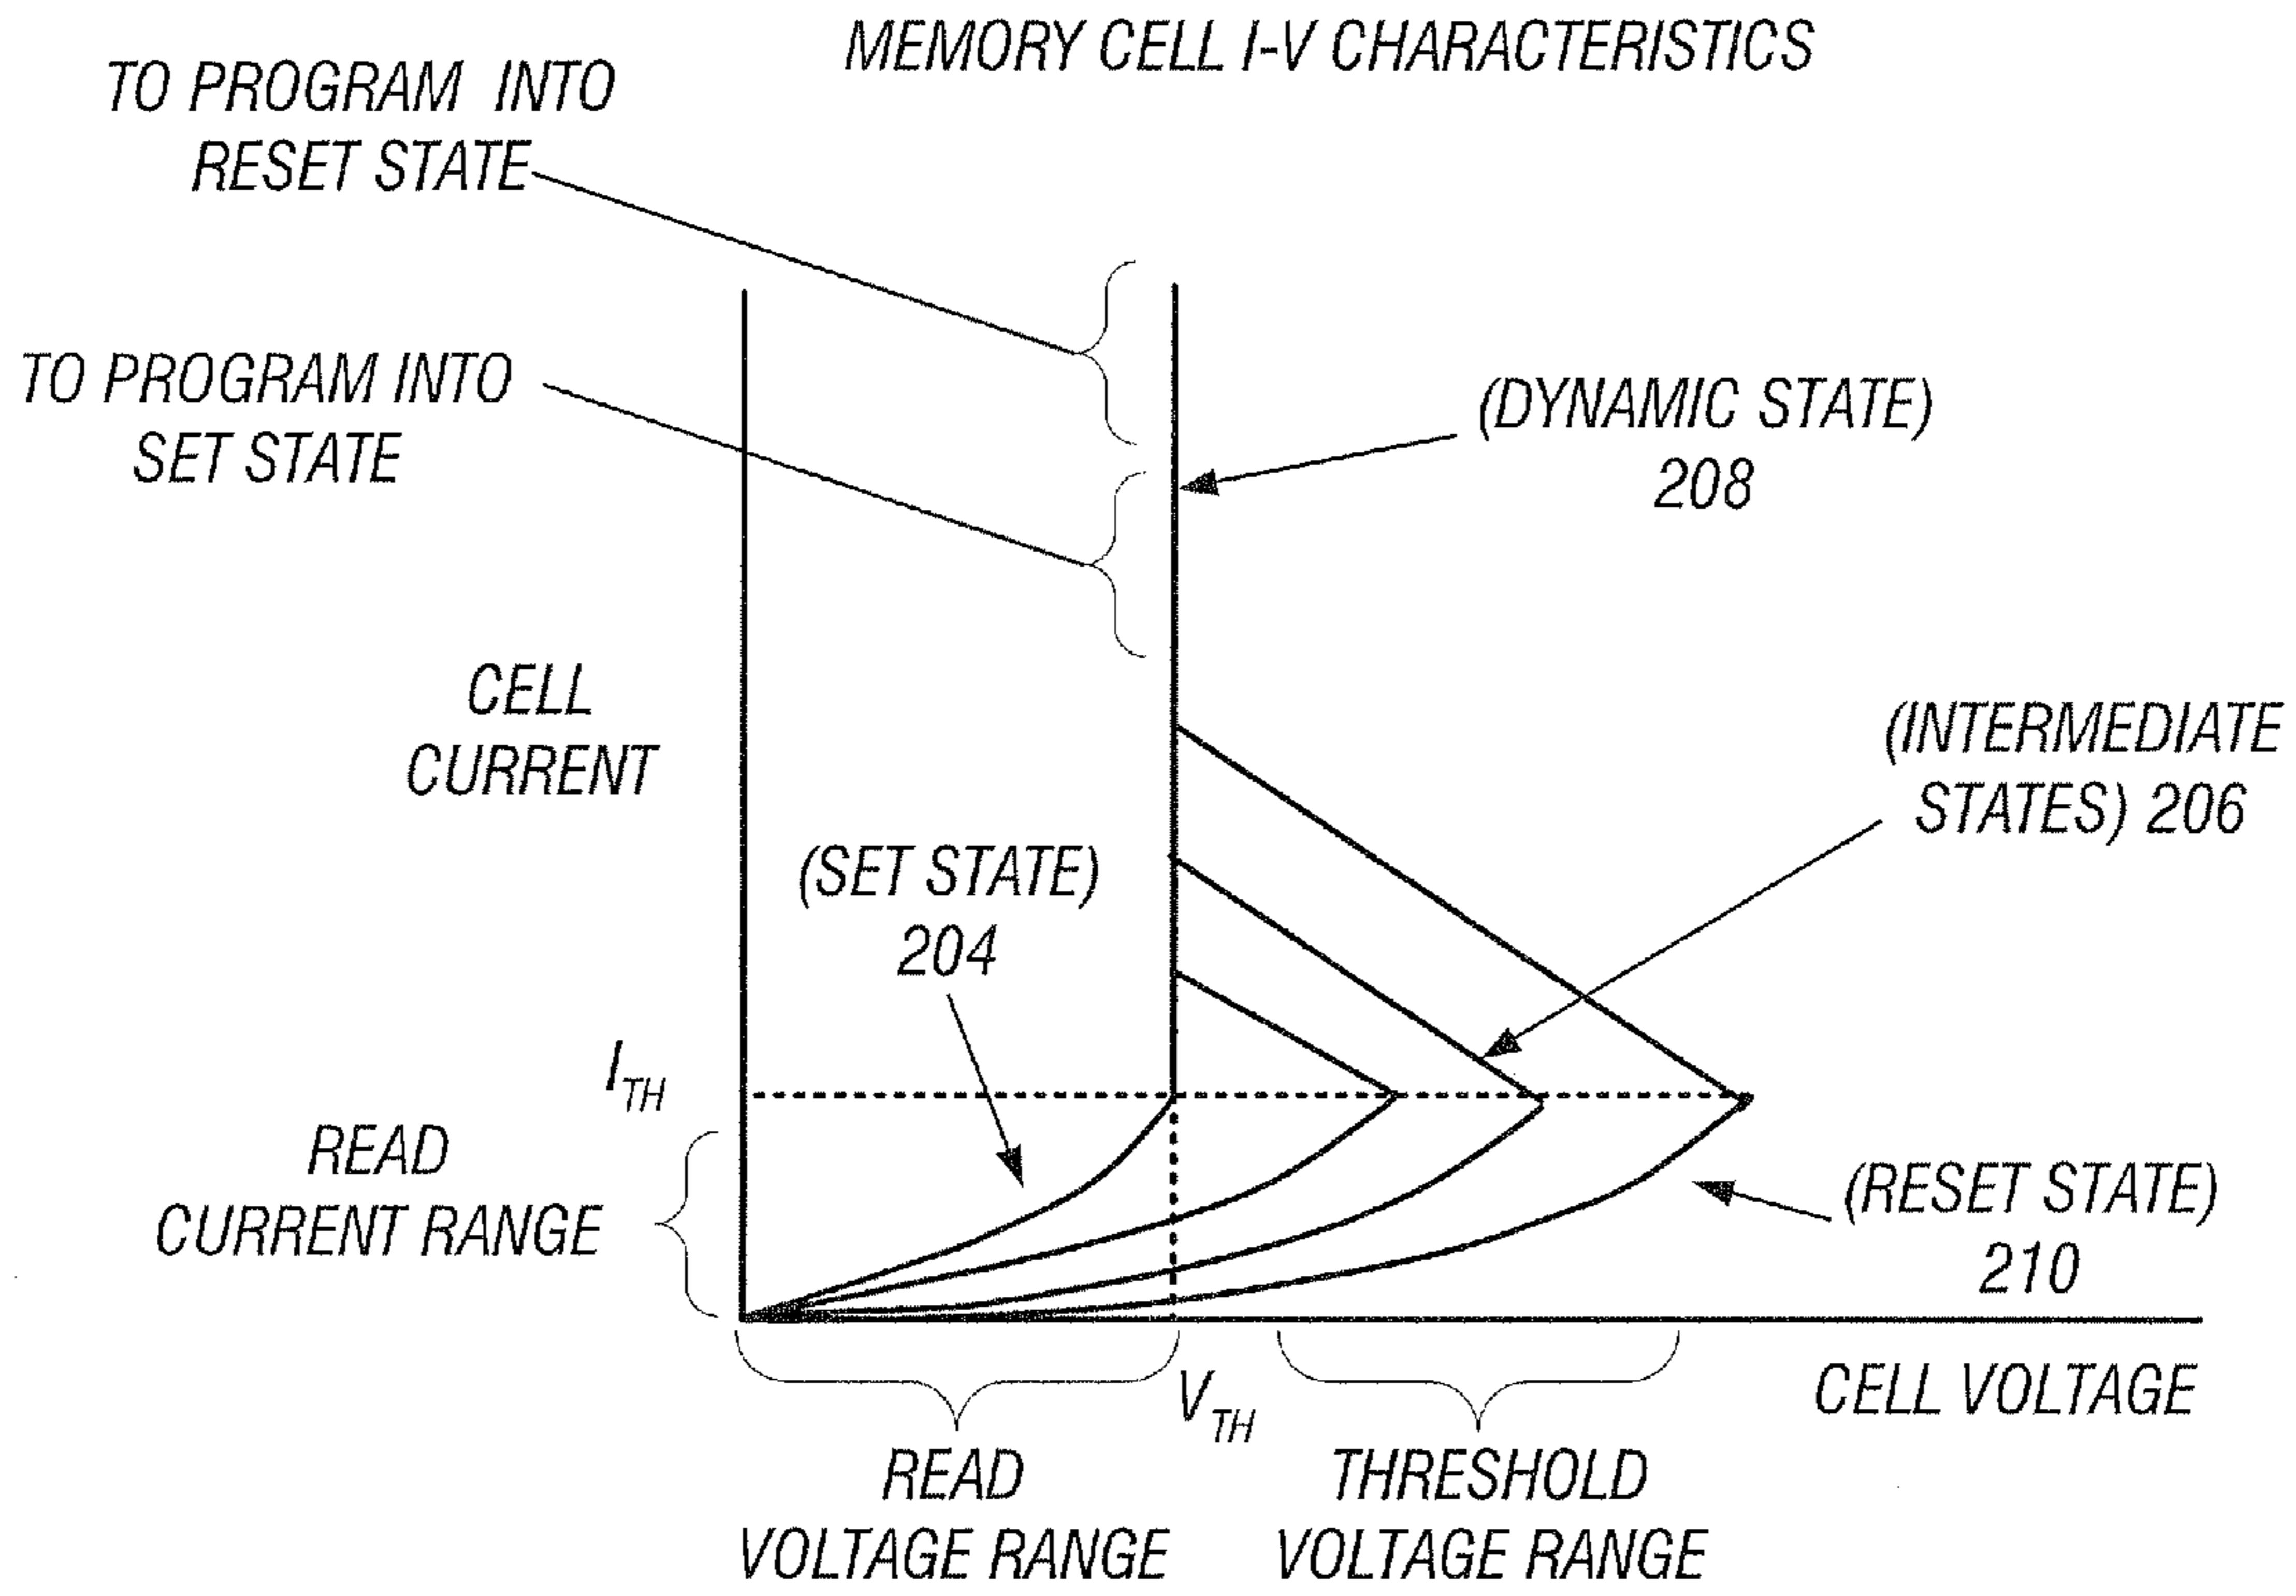 MEMORY CELL I-V CHARACTERISTICS
TO PROGRAM INTO
RESET STATE
TO PROGRAM INTO
SET STATE
(DYNAMIC STATE)
208
CELL
CURRENT
(INTERMEDIATE
STATES) 206
(SET STATE)
204
I_TH
READ
CURRENT RANGE
(RESET STATE)
210
V_TH
CELL VOLTAGE
READ
VOLTAGE RANGE
THRESHOLD
VOLTAGE RANGE